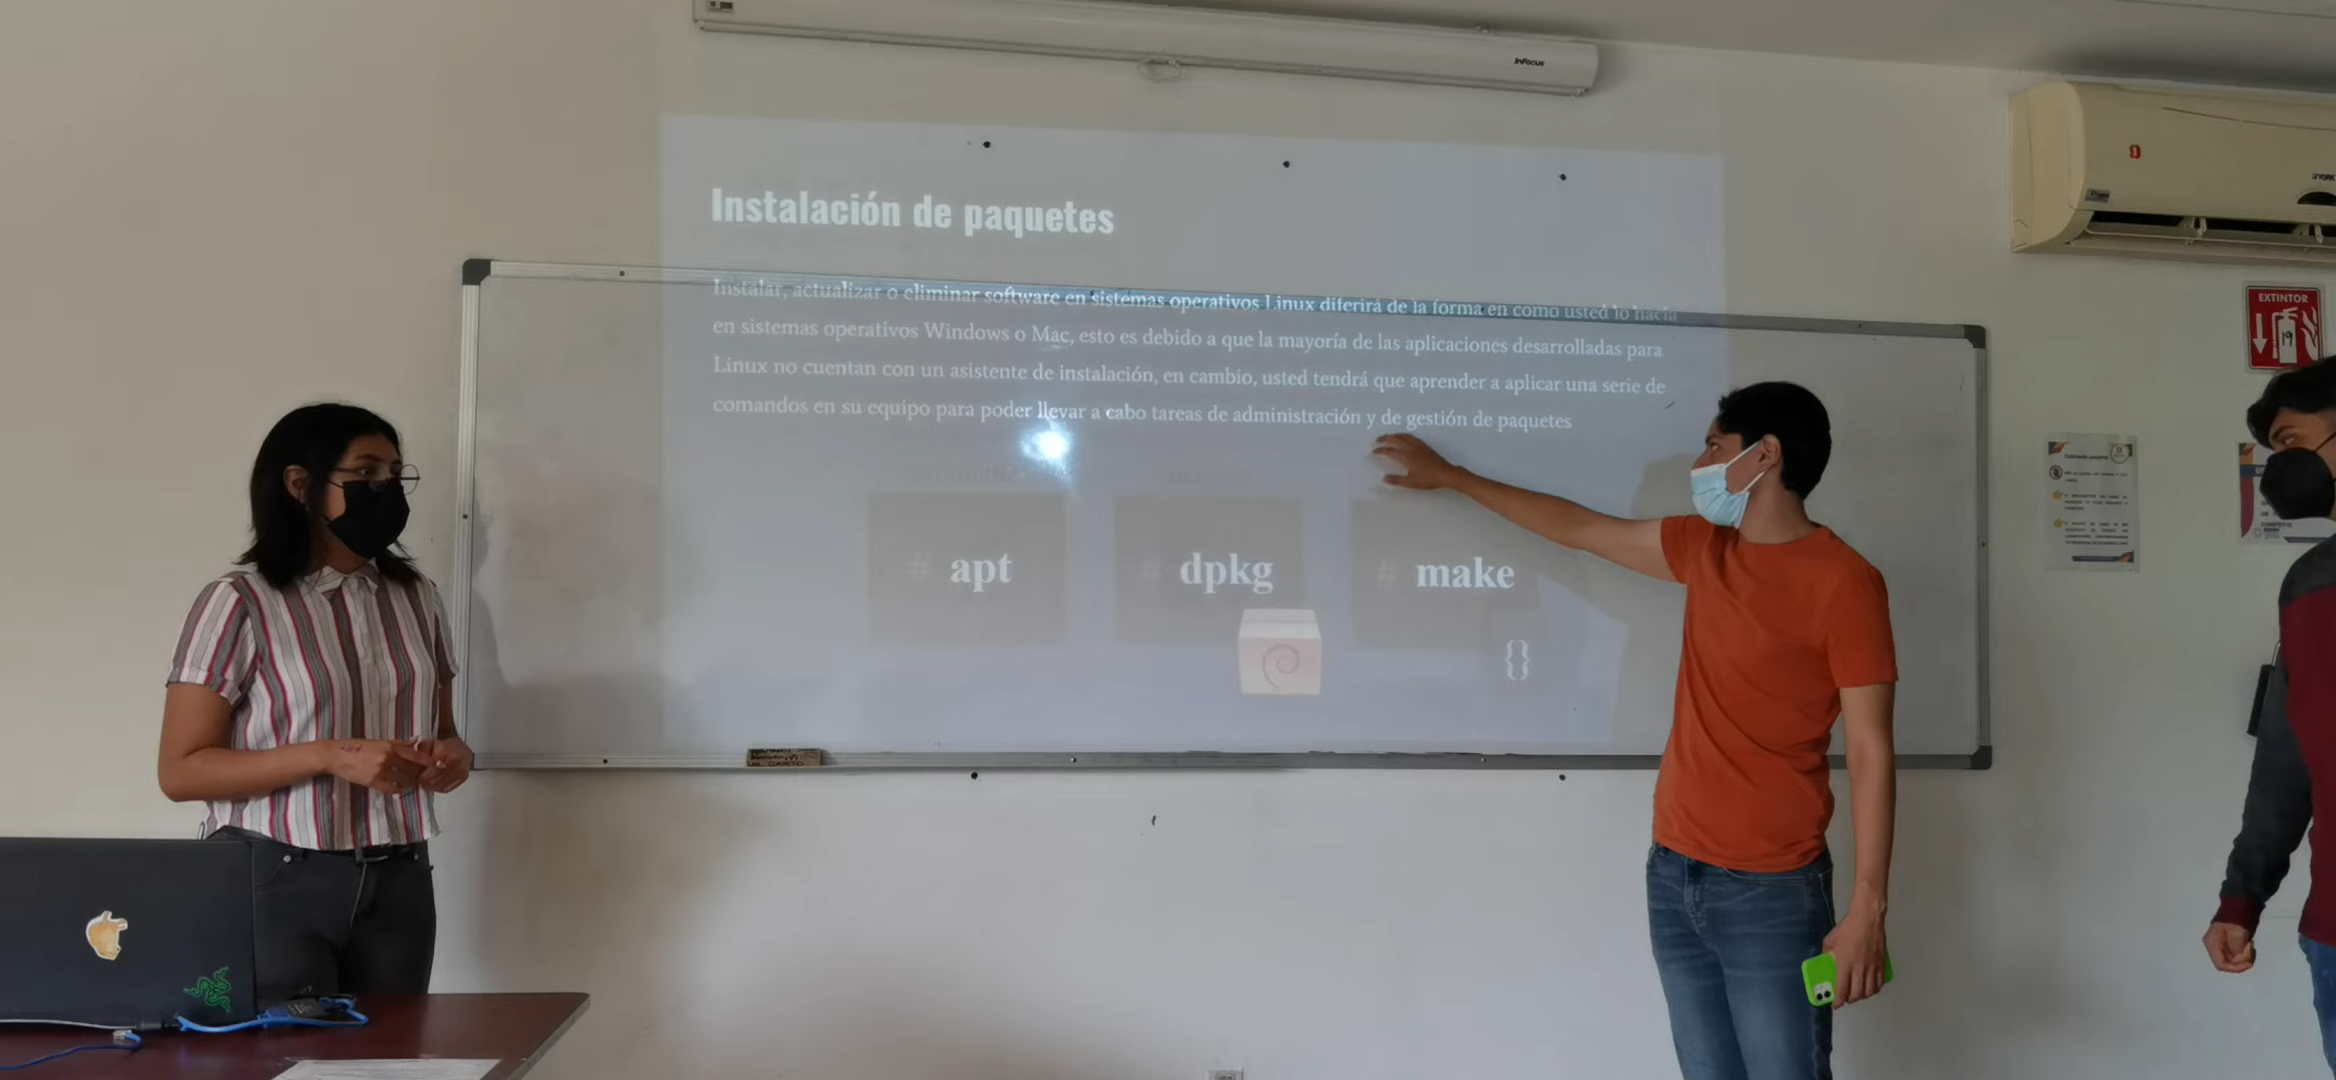 InFocus
Instalación de paquetes
Instalar, actualizar o eliminar software en sistemas operativos Linux diferirá de la forma en como usted lo hacía
en sistemas operativos Windows o Mac, esto es debido a que la mayoría de las aplicaciones desarrolladas para
Linux no cuentan con un asistente de instalación, en cambio, usted tendrá que aprender a aplicar una serie de
comandos en su equipo para poder llevar a cabo tareas de administración y de gestión de paquetes
# apt
# dpkg
# make
{}
9
YORK
EXTINTOR
19